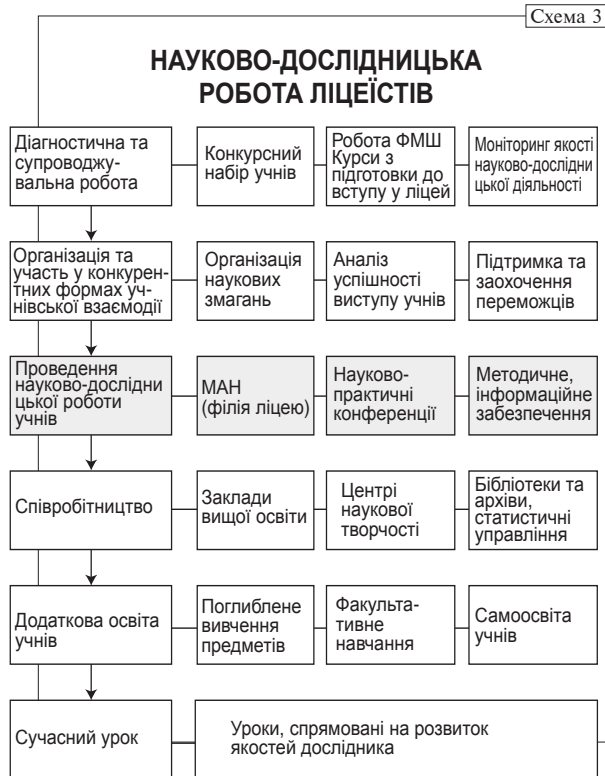 Схема 3
НАУКОВО-ДОСЛІДНИЦЬКА
РОБОТА ЛІЦЕЇСТІВ
Діагностична та
супроводжу-
вальна робота
Конкурсний
набір учнів
Робота ФМШ
Курси з
підготовки до
вступу у ліцей
Моніторинг якості
науково-дослідни
цької діяльності
Організація та
участь у конкурен-
тних формах уч-
нівської взаємодії
Організація
наукових
змагань
Аналіз
успішності
виступу учнів
Підтримка та
заохочення
переможців
Проведення
науково-дослідни
цької роботи
учнів
МАН
(філія ліцею)
Науково-
практичні
конференції
Методичне,
інформаційне
забезпечення
Співробітництво
Заклади
вищої освіти
Центрі
наукової
творчості
Бібліотеки та
архіви,
статистичні
управління
Додаткова освіта
учнів
Поглиблене
вивчення
предметів
Факульта-
тивне
навчання
Самоосвіта
учнів
Сучасний урок
Уроки, спрямовані на розвиток
якостей дослідника